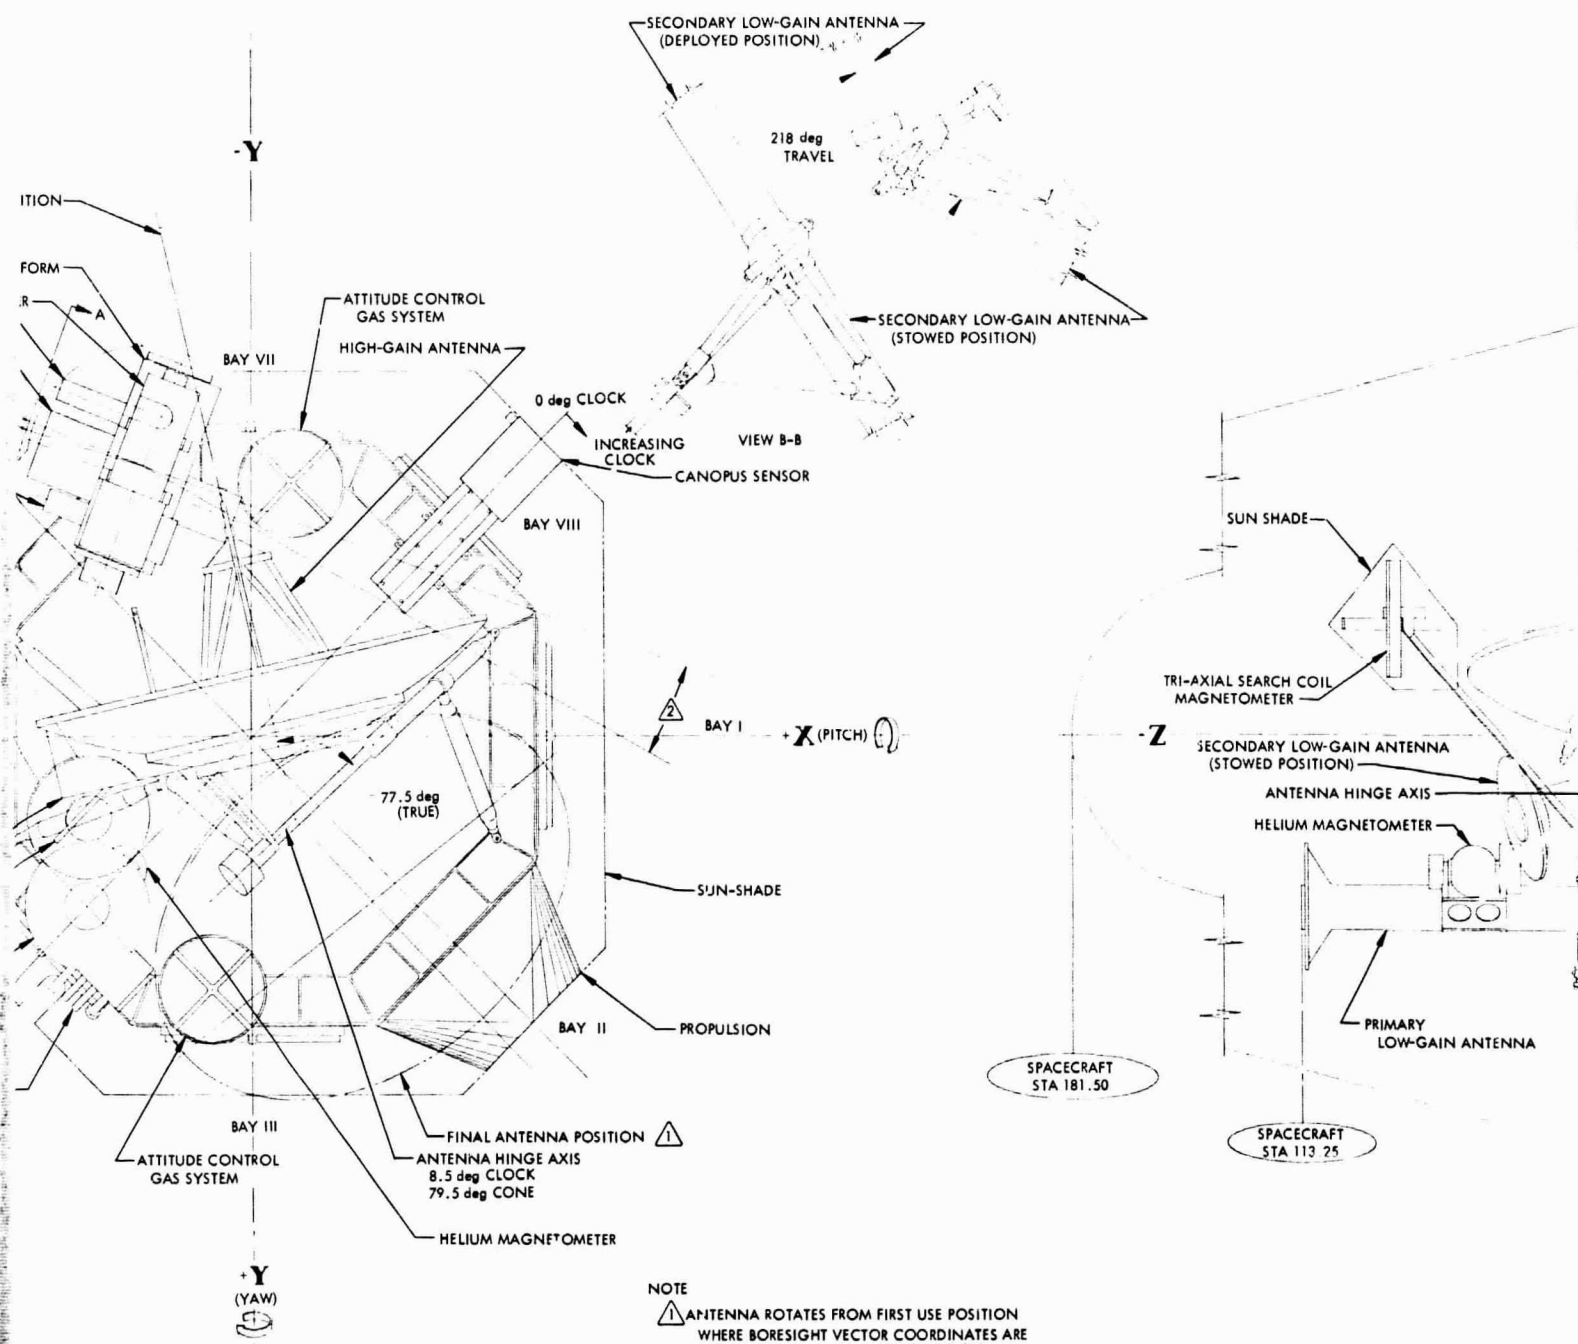 SECONDARY LOW-GAIN ANTENNA
(DEPLOYED POSITION)
218 deg
TRAVEL
-Y
ITION
FORM
R
A
ATTITUDE CONTROL
GAS SYSTEM
HIGH-GAIN ANTENNA
BAY VII
SECONDARY LOW-GAIN ANTENNA
(STOWED POSITION)
0 deg CLOCK
INCREASING
CLOCK
VIEW B-B
CANOPUS SENSOR
BAY VIII
SUN SHADE
TRI-AXIAL SEARCH COIL
MAGNETOMETER
2
BAY I
+X (PITCH)
-Z
SECONDARY LOW-GAIN ANTENNA
(STOWED POSITION)
ANTENNA HINGE AXIS
HELIUM MAGNETOMETER
77.5 deg
(TRUE)
SUN-SHADE
BAY II
PROPULSION
PRIMARY
LOW-GAIN ANTENNA
SPACECRAFT
STA 181.50
SPACECRAFT
STA 113.25
BAY III
FINAL ANTENNA POSITION 1
ATTITUDE CONTROL
GAS SYSTEM
ANTENNA HINGE AXIS
8.5 deg CLOCK
79.5 deg CONE
HELIUM MAGNETOMETER
+Y
(YAW)
NOTE
1 ANTENNA ROTATES FROM FIRST USE POSITION
WHERE BORESIGHT VECTOR COORDINATES ARE